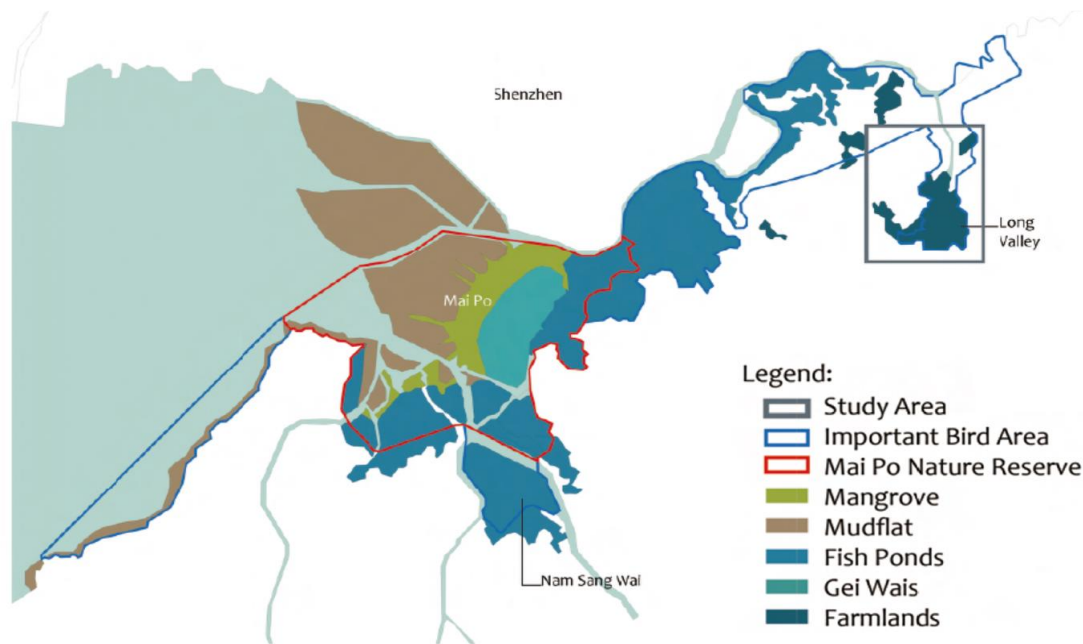 Shenzhen
Long
Valley
Mai Po
Legend:
Study Area
Important Bird Area
Mai Po Nature Reserve
Mangrove
Mudflat
Fish Ponds
Gei Wais
Farmlands
Nam Sang Wai